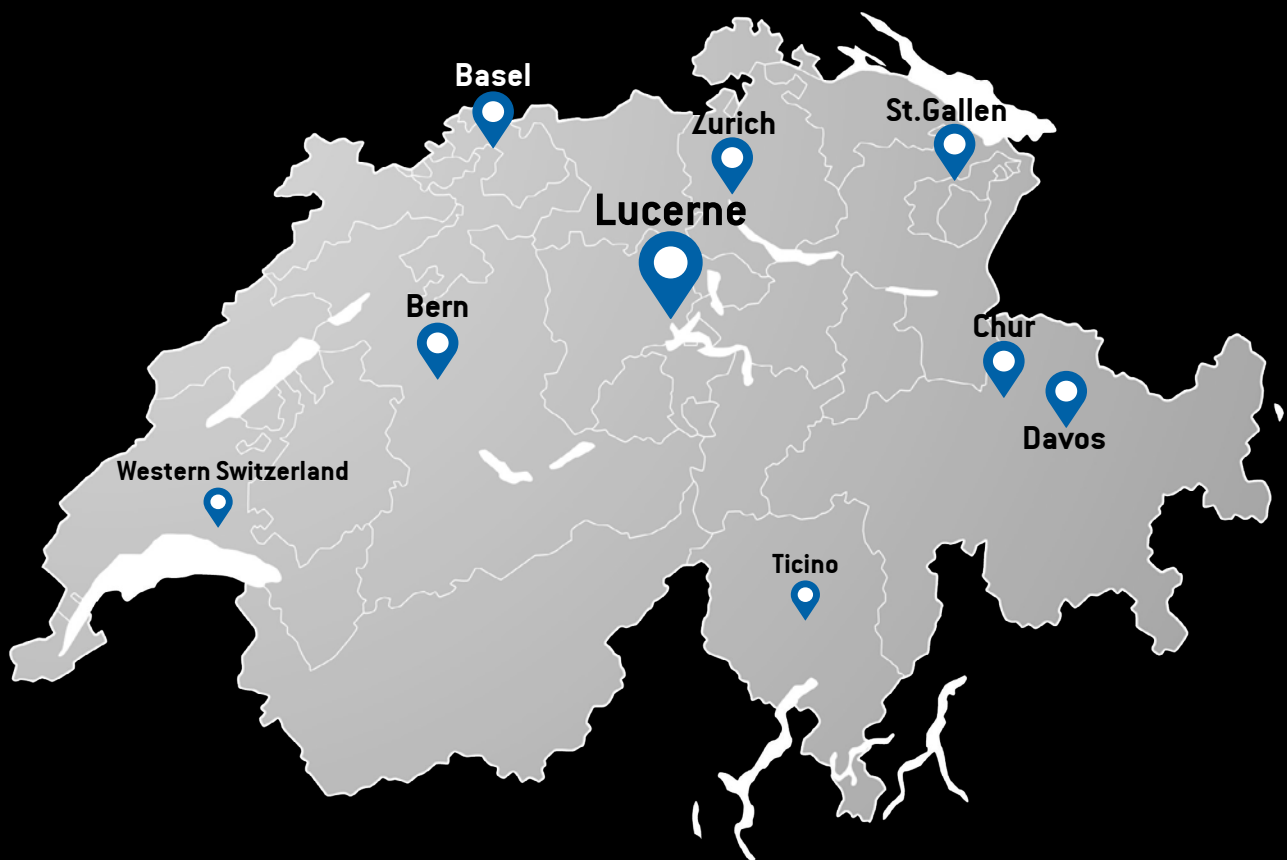 Basel
St.Gallen
Zurich
Lucerne
Bern
Chur
Davos
Western Switzerland
Ticino